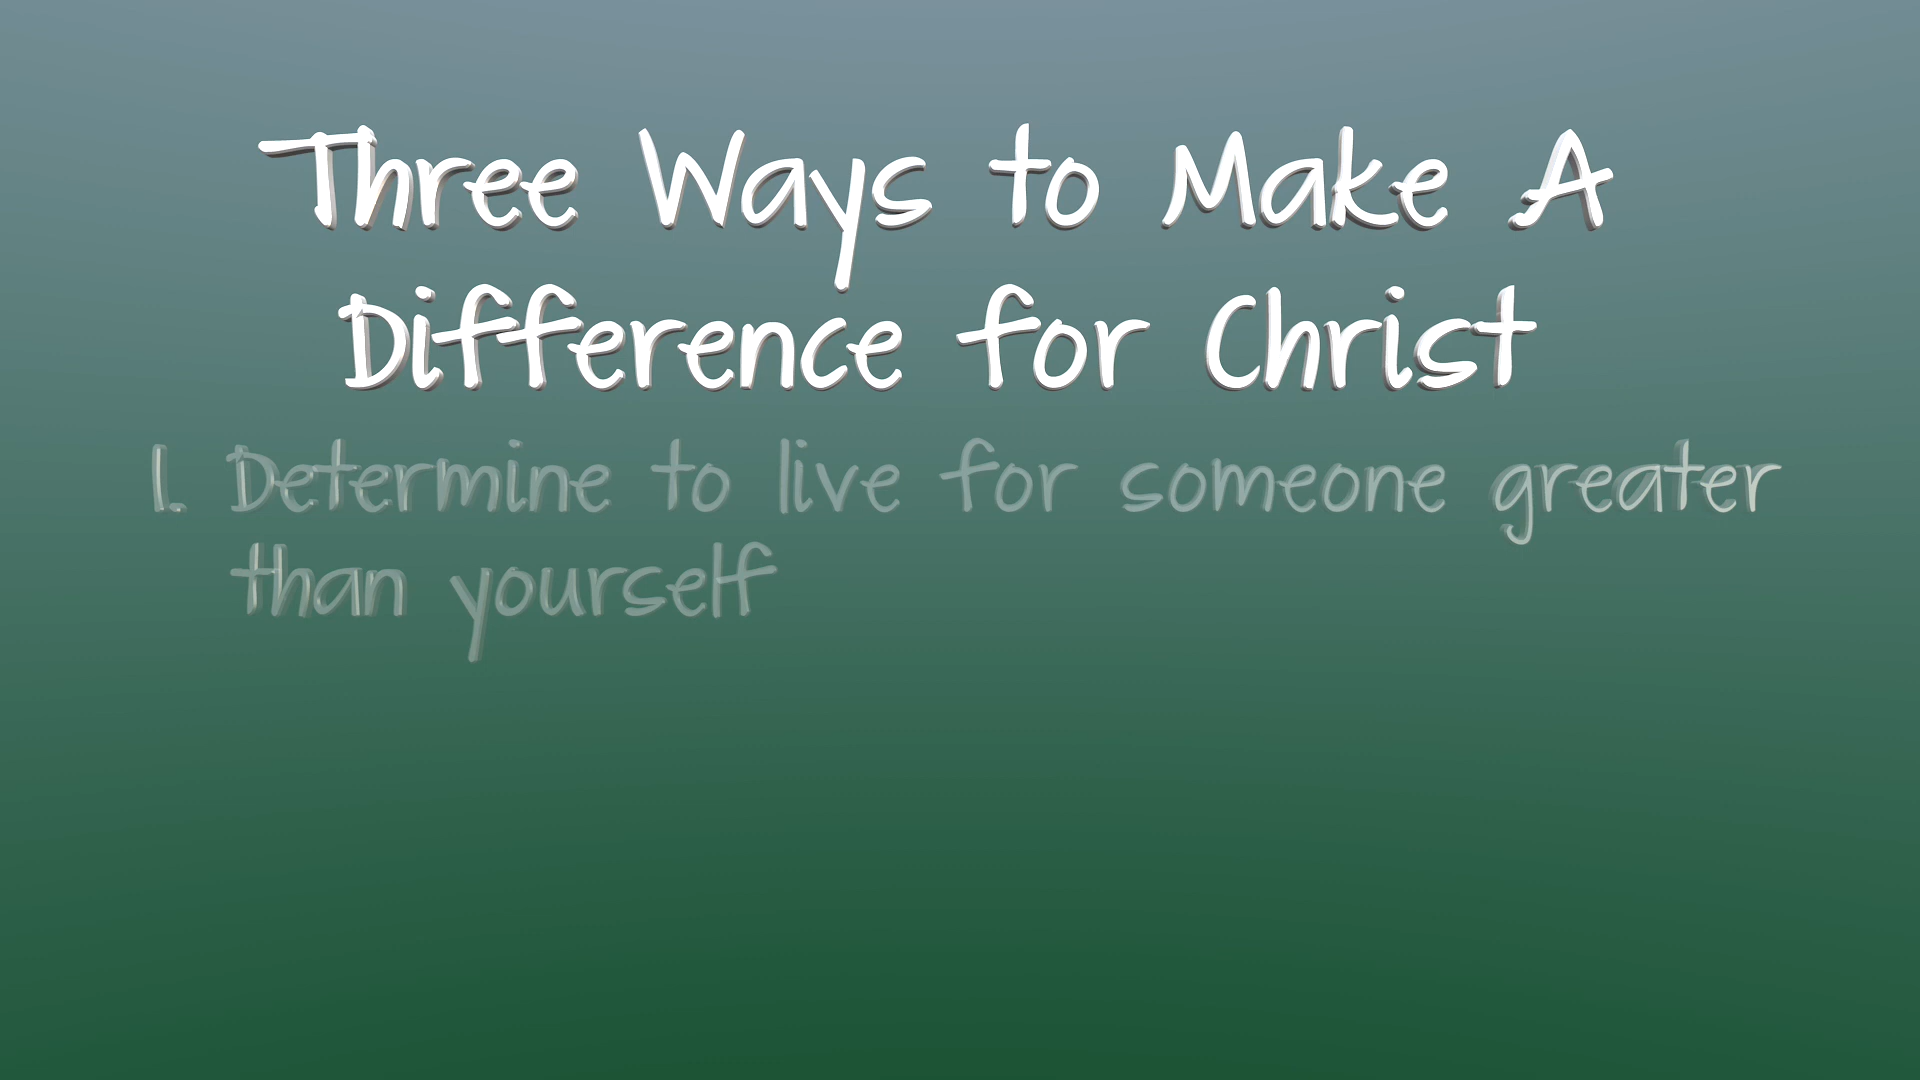 Three Ways to Make A
Difference for Christ
1. Determine to live for someone greater
than yourself